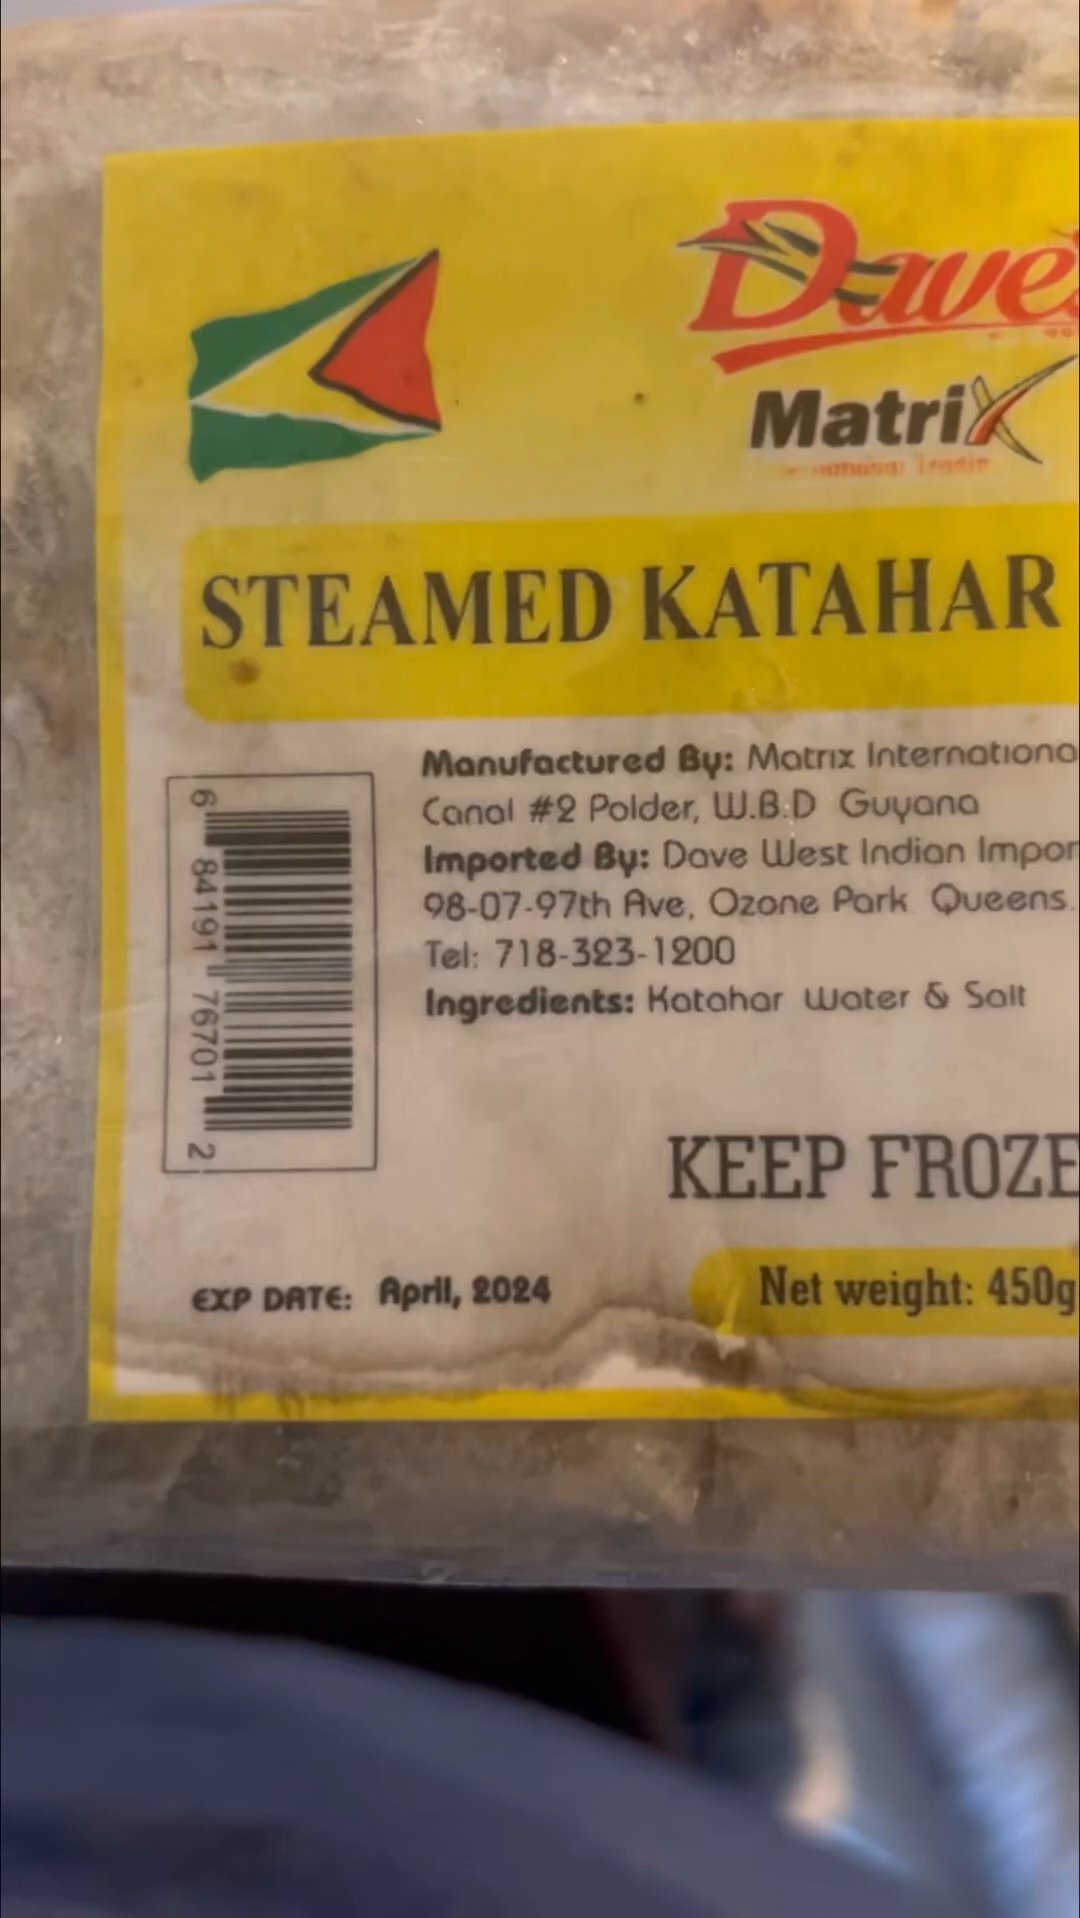 Dave's
MatriX
STEAMED KATAHAR
Manufactured By: Matrix Internationa
Canal #2 Polder, W.B.D Guyana
Imported By: Dave West Indian Impor
98-07-97th Ave, Ozone Park Queens.
Tel: 718-323-1200
Ingredients: Katahar Water & Salt
6 84191 76701 2
KEEP FROZE
Net weight: 450g
EXP DATE: April, 2024